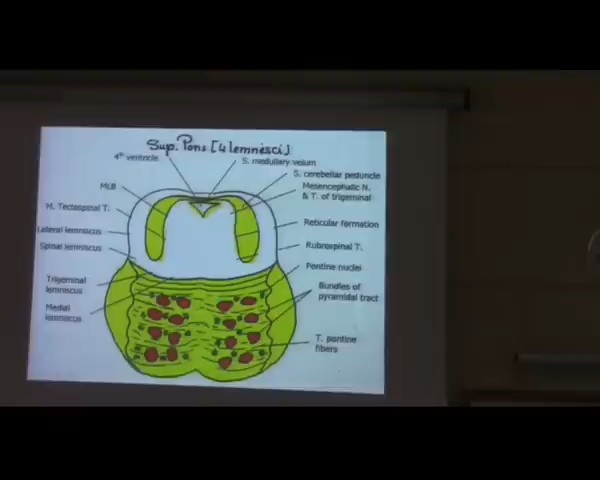 Sup. Pons [4 lemnisci]
4th ventricle
S. medullary velum
S. cerebellar peduncle
MLB
Mesencephalic N.
& T. of trigeminal
M. Tectospinal T.
Reticular formation
Lateral lemniscus
Spinal lemniscus
Rubrospinal T.
Pontine nuclei
Trigeminal
lemniscus
Bundles of
pyramidal tract
Medial
lemniscus
T. pontine
fibers